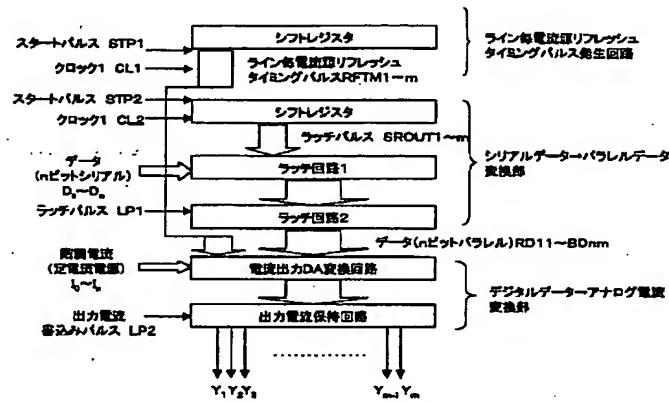 シフトレジスタ
スタートパルス STP1
クロック1 CL1
ライン毎電流源リフレッシュ
タイミングパルスRFTM1~m
ライン毎電流源リフレッシュ
タイミングパルス発生回路
スタートパルス STP2
クロック1 CL2
シフトレジスタ
ラッチパルス SROUT1~m
データ
(nビットシリアル)
D₀~Dₙ
ラッチ回路1
シリアルデータ→パラレルデータ
変換部
ラッチパルス LP1
ラッチ回路2
データ(nビットパラレル)RD11~BDnm
階調電流
(定電流電源)
I₀~Iₙ
電流出力DA変換回路
デジタルデータ→アナログ電流
変換部
出力電流
書込みパルス LP2
出力電流保持回路
Y₁ Y₂ Y₃ Yₘ₋₁ Yₘ